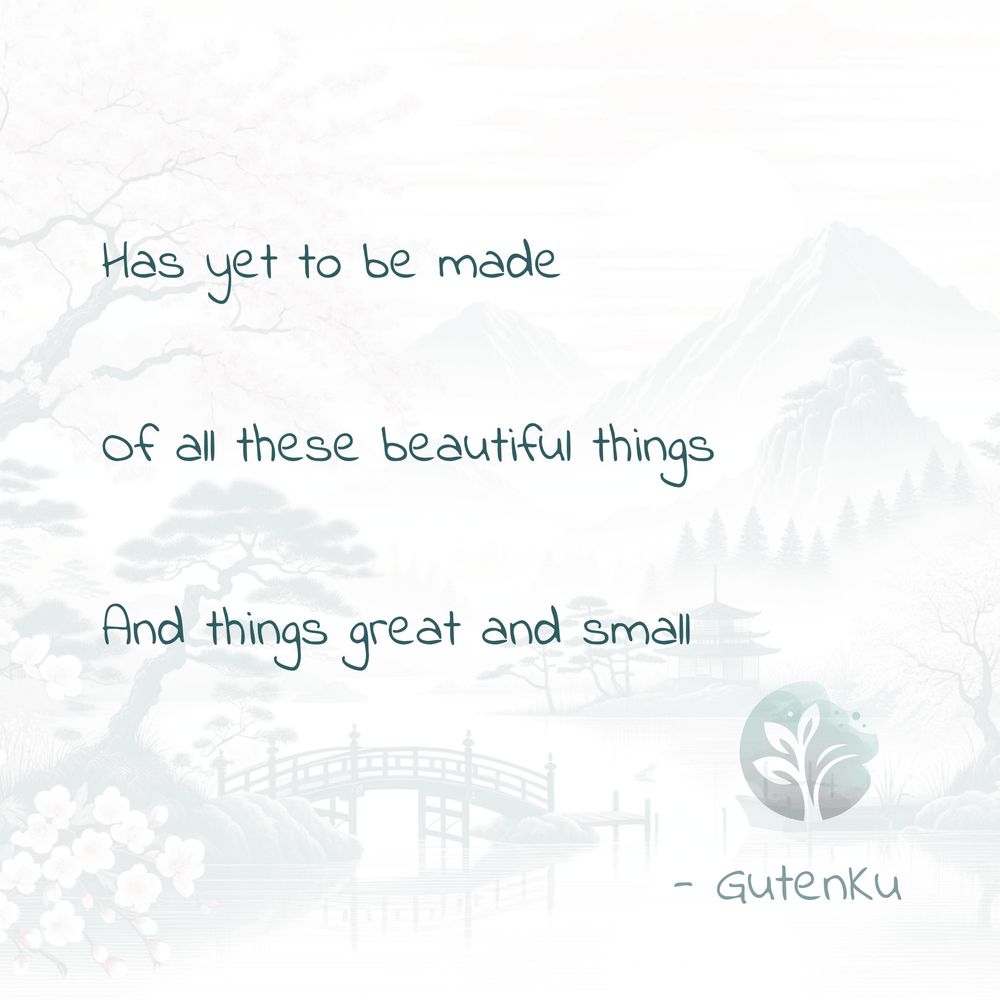 Has yet to be made
Of all these beautiful things
And things great and small
- GutenKu